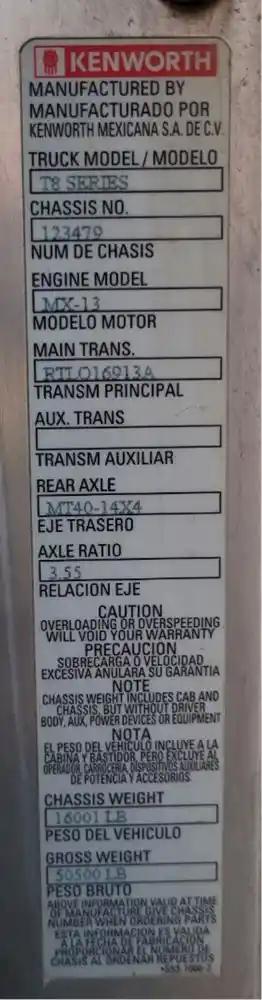 KENWORTH
MANUFACTURED BY
MANUFACTURADO POR
KENWORTH MEXICANA S.A. DE C.V.
TRUCK MODEL / MODELO
T8 SERIES
CHASSIS NO.
123479
NUM DE CHASIS
ENGINE MODEL
MX-13
MODELO MOTOR
MAIN TRANS.
RTLO16913A
TRANSM PRINCIPAL
AUX. TRANS
TRANSM AUXILIAR
REAR AXLE
MT40-14X4
EJE TRASERO
AXLE RATIO
3.55
RELACION EJE
CAUTION
OVERLOADING OR OVERSPEEDING
WILL VOID YOUR WARRANTY
PRECAUCION
SOBRECARGA O VELOCIDAD
EXCESIVA ANULARA SU GARANTIA
NOTE
CHASSIS WEIGHT INCLUDES CAB AND
CHASSIS, BUT WITHOUT DRIVER
BODY, AUX, POWER DEVICES OR EQUIPMENT
NOTA
EL PESO DEL VEHICULO INCLUYE A LA
CABINA Y BASTIDOR, PERO EXCLUYE AL
OPERADOR, CARROCERIA, DISPOSITIVOS AUXILIARES
DE POTENCIA Y ACCESORIOS
CHASSIS WEIGHT
16001 LB
PESO DEL VEHICULO
GROSS WEIGHT
50500 LB
PESO BRUTO
ABOVE INFORMATION VALID AT TIME
OF MANUFACTURE GIVE CHASSIS
NUMBER WHEN ORDERING PARTS
ESTA INFORMACION ES VALIDA
A LA FECHA DE FABRICACION
PROPORCIONAR EL NUMERO DE
CHASIS AL ORDENAR REPUESTOS